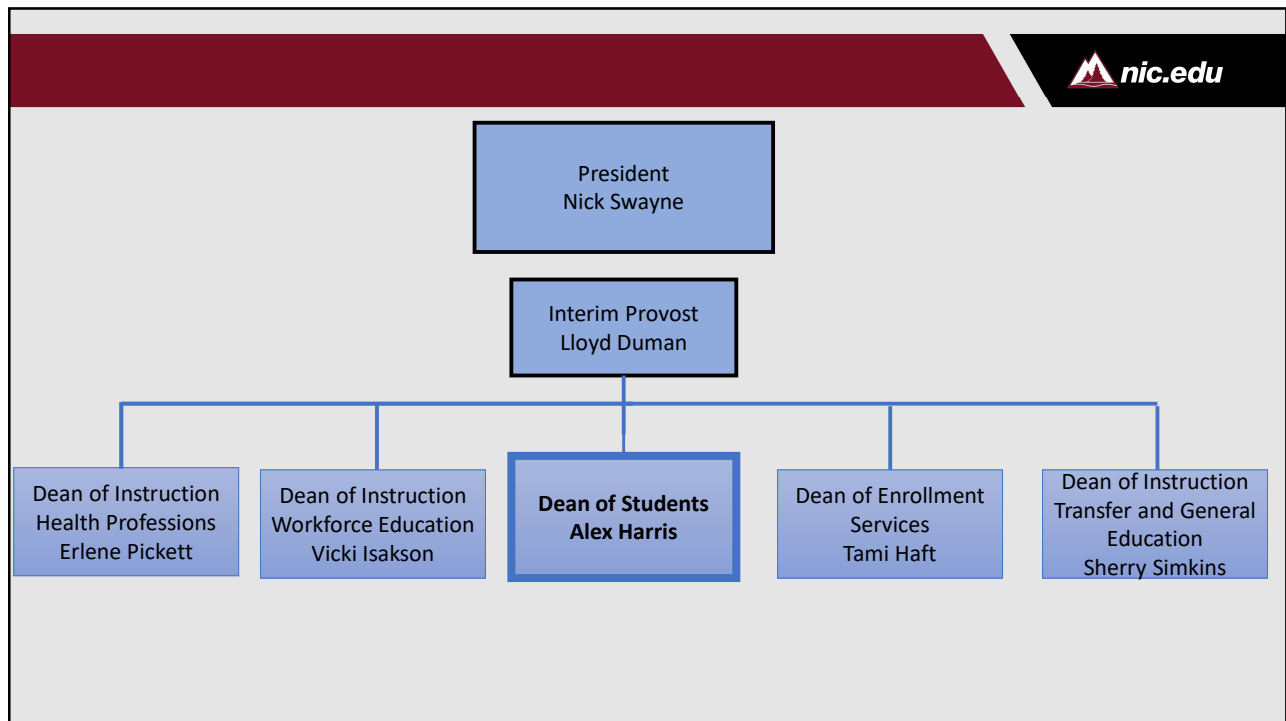 nic.edu
President
Nick Swayne
Interim Provost
Lloyd Duman
Dean of Instruction
Health Professions
Erlene Pickett
Dean of Instruction
Workforce Education
Vicki Isakson
Dean of Students
Alex Harris
Dean of Enrollment
Services
Tami Haft
Dean of Instruction
Transfer and General
Education
Sherry Simkins